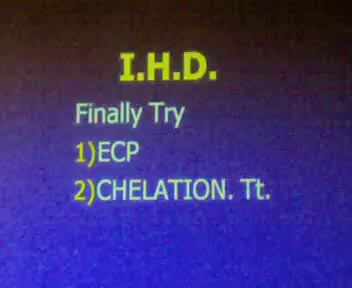 I.H.D.
Finally Try
1)ECP
2)CHELATION. Tt.